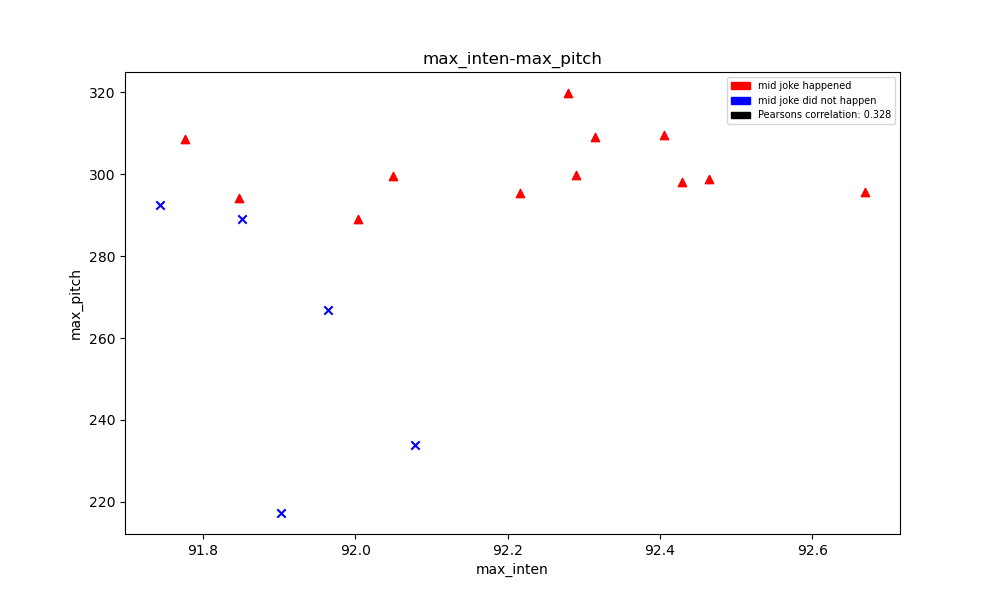 max_inten-max_pitch
mid joke happened
mid joke did not happen
Pearsons correlation: 0.328
320
300
280
260
240
220
max_pitch
91.8 92.0 92.2 92.4 92.6
max_inten